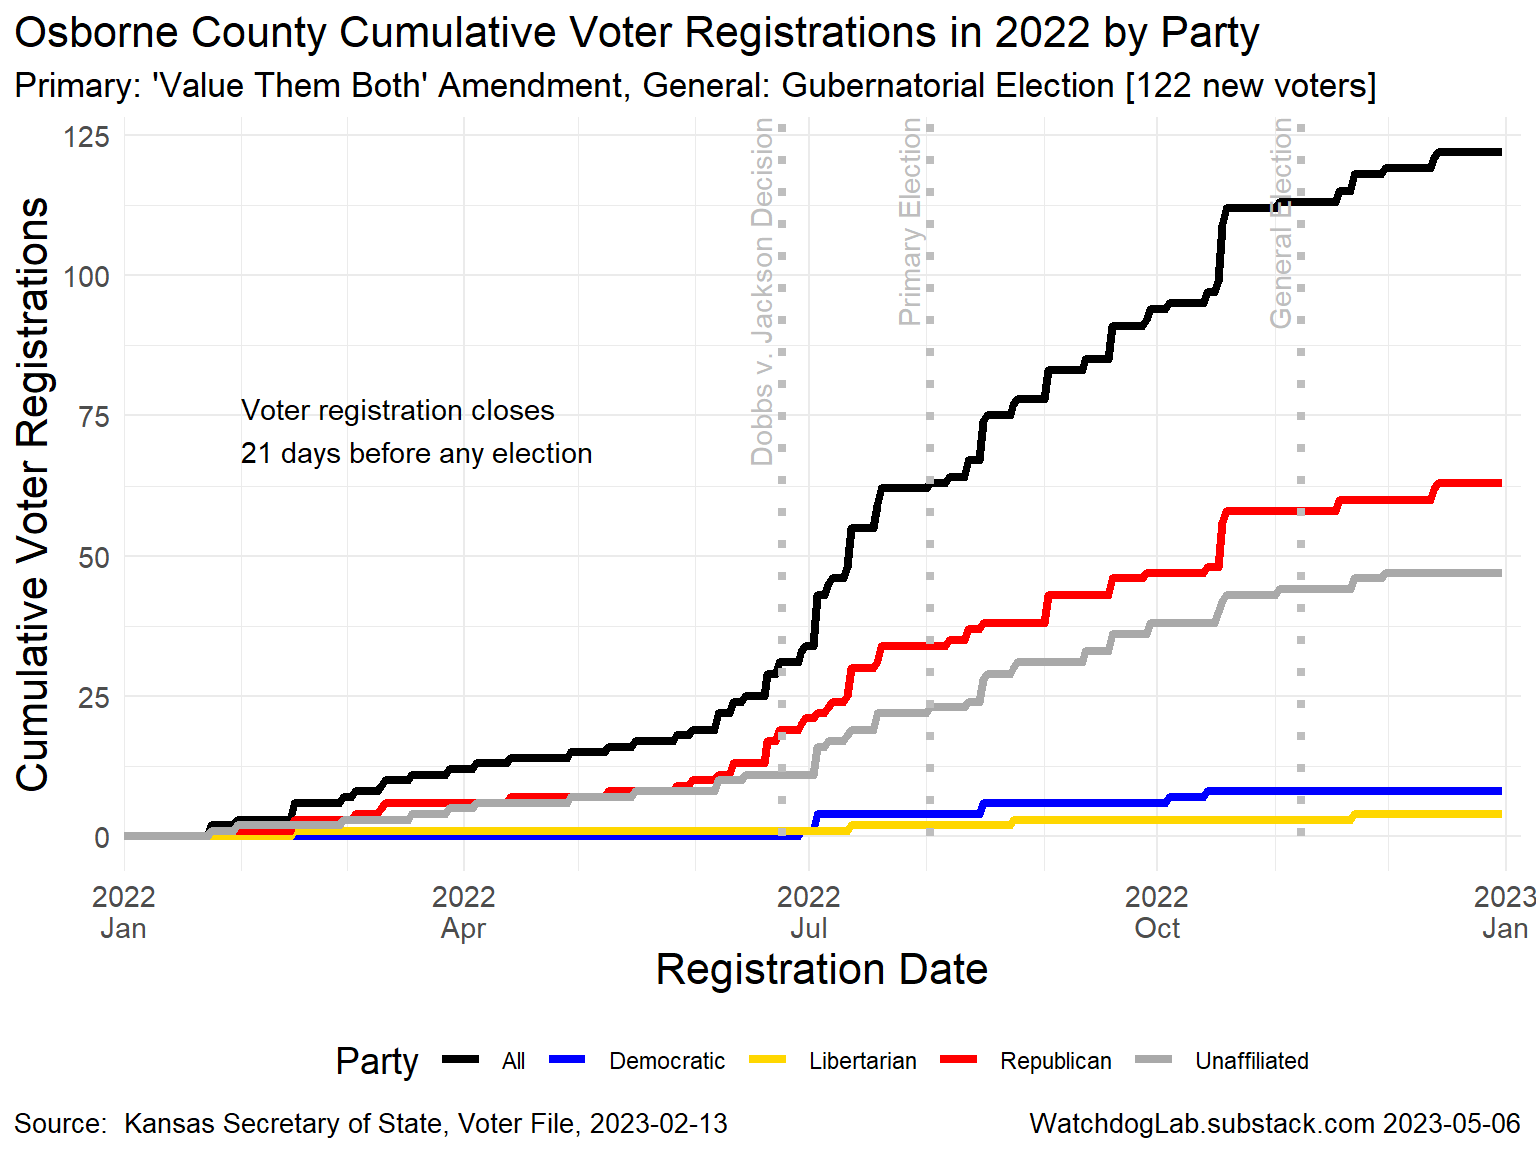 Osborne County Cumulative Voter Registrations in 2022 by Party
Primary: 'Value Them Both' Amendment, General: Gubernatorial Election [122 new voters]
Cumulative Voter Registrations
125
100
75
50
25
0
Dobbs v. Jackson Decision
Primary Election
General Election
Voter registration closes
21 days before any election
2022 2022 2022 2022 2023
Jan Apr Jul Oct Jan
Registration Date
Party All Democratic Libertarian Republican Unaffiliated
Source:  Kansas Secretary of State, Voter File, 2023-02-13
WatchdogLab.substack.com 2023-05-06